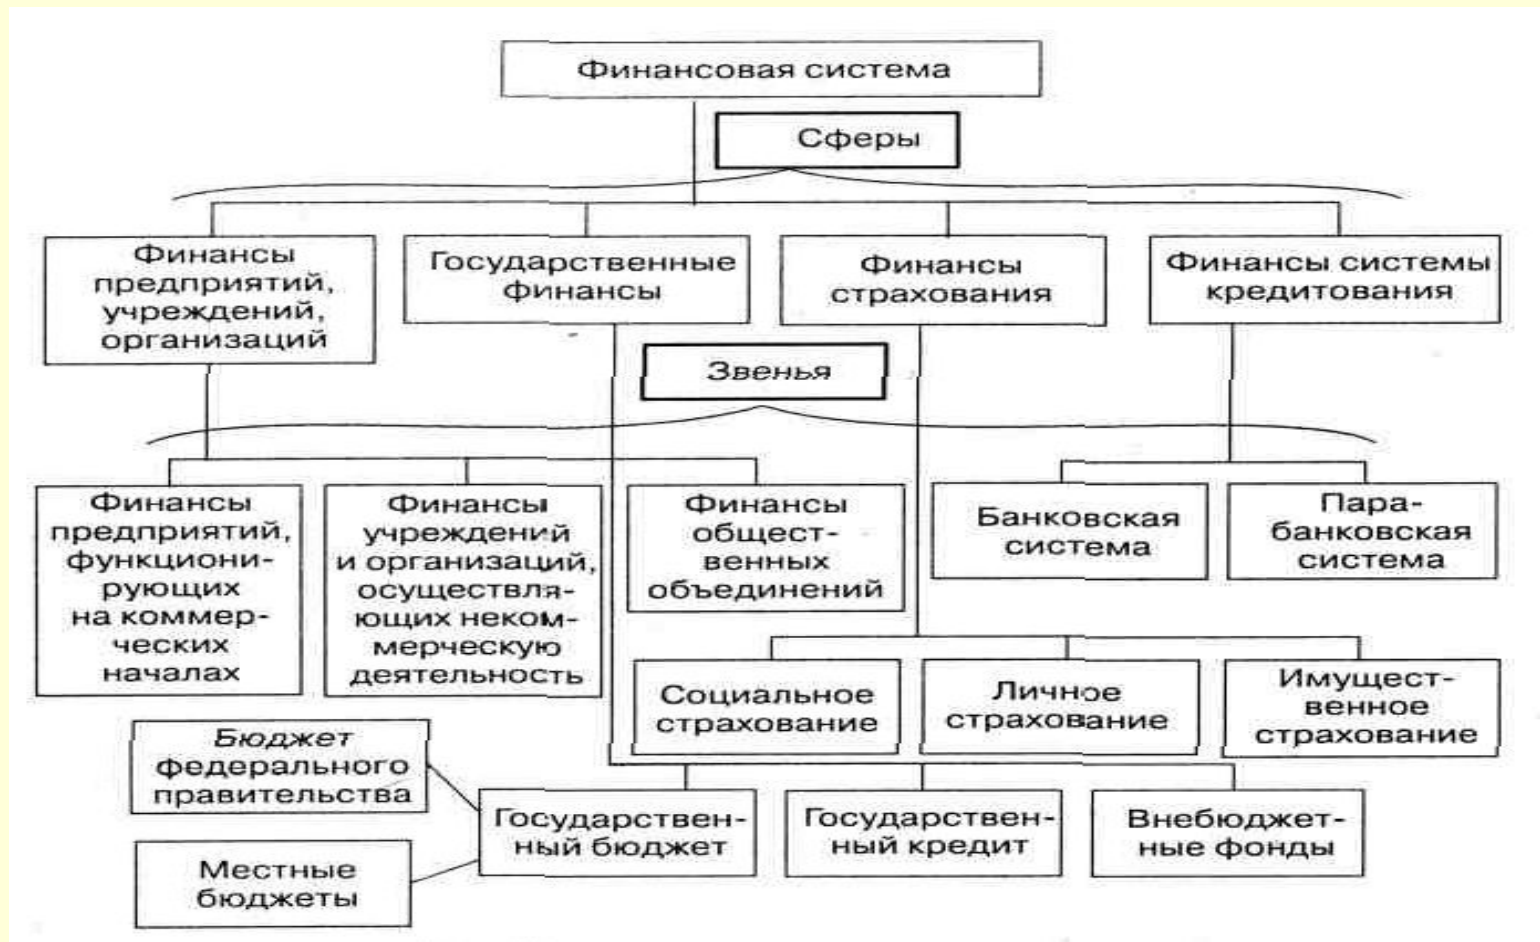 Финансовая система
Сферы
Финансы
предприятий,
учреждений,
организаций
Государственные
финансы
Финансы
страхования
Финансы системы
кредитования
Звенья
Финансы
предприятий,
функциони-
рующих
на коммер-
ческих
началах
Финансы
учреждений
и организаций,
осуществля-
ющих неком-
мерческую
деятельность
Финансы
общест-
венных
объединений
Банковская
система
Пара-
банковская
система
Социальное
страхование
Личное
страхование
Имущест-
венное
страхование
Бюджет
федерального
правительства
Местные
бюджеты
Государствен-
ный бюджет
Государствен-
ный кредит
Внебюджет-
ные фонды